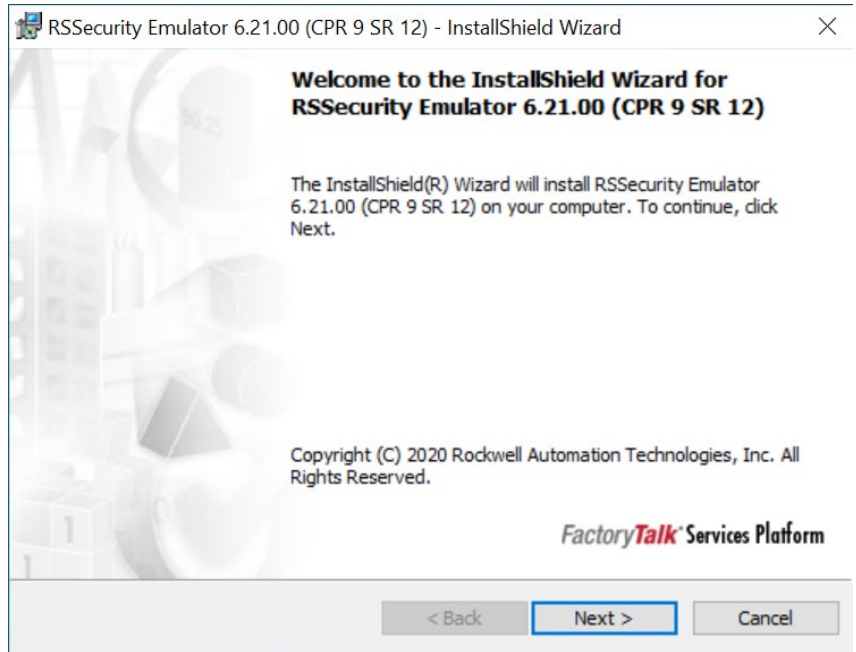 RSSecurity Emulator 6.21.00 (CPR 9 SR 12) - InstallShield Wizard
Welcome to the InstallShield Wizard for
RSSecurity Emulator 6.21.00 (CPR 9 SR 12)
The InstallShield(R) Wizard will install RSSecurity Emulator
6.21.00 (CPR 9 SR 12) on your computer. To continue, click
Next.
Copyright (C) 2020 Rockwell Automation Technologies, Inc. All
Rights Reserved.
FactoryTalk® Services Platform
< Back
Next >
Cancel